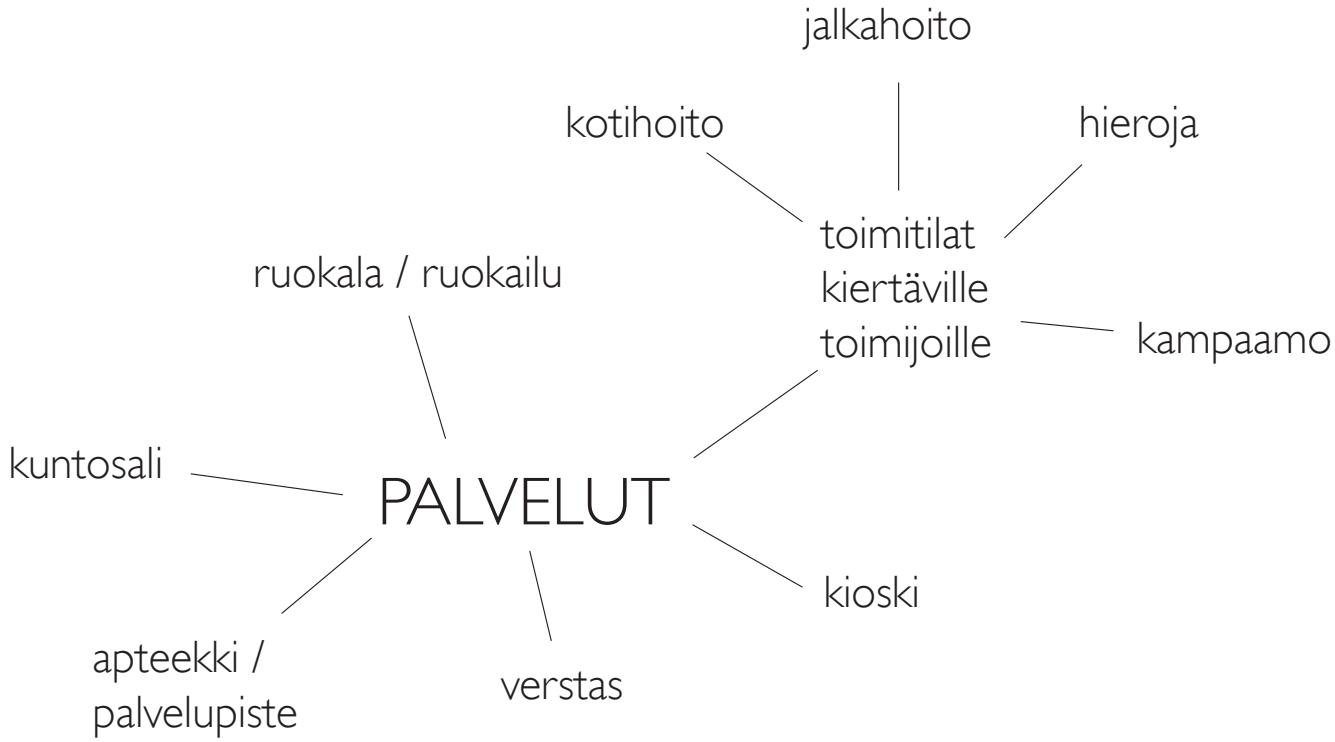 jalkahoito
kotihoito
hieroja
toimitilat
kiertäville
toimijoille
kampaamo
ruokala / ruokailu
kuntosali
PALVELUT
kioski
apteekki /
palvelupiste
verstas